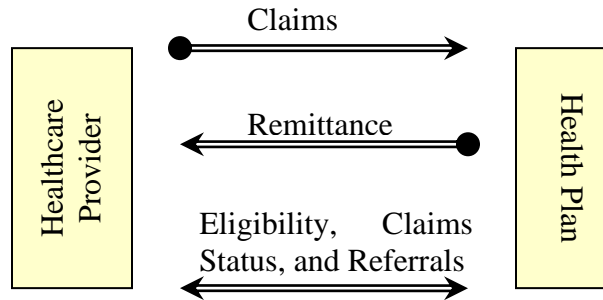 Claims
Healthcare
Provider
Remittance
Health Plan
Eligibility, Claims
Status, and Referrals